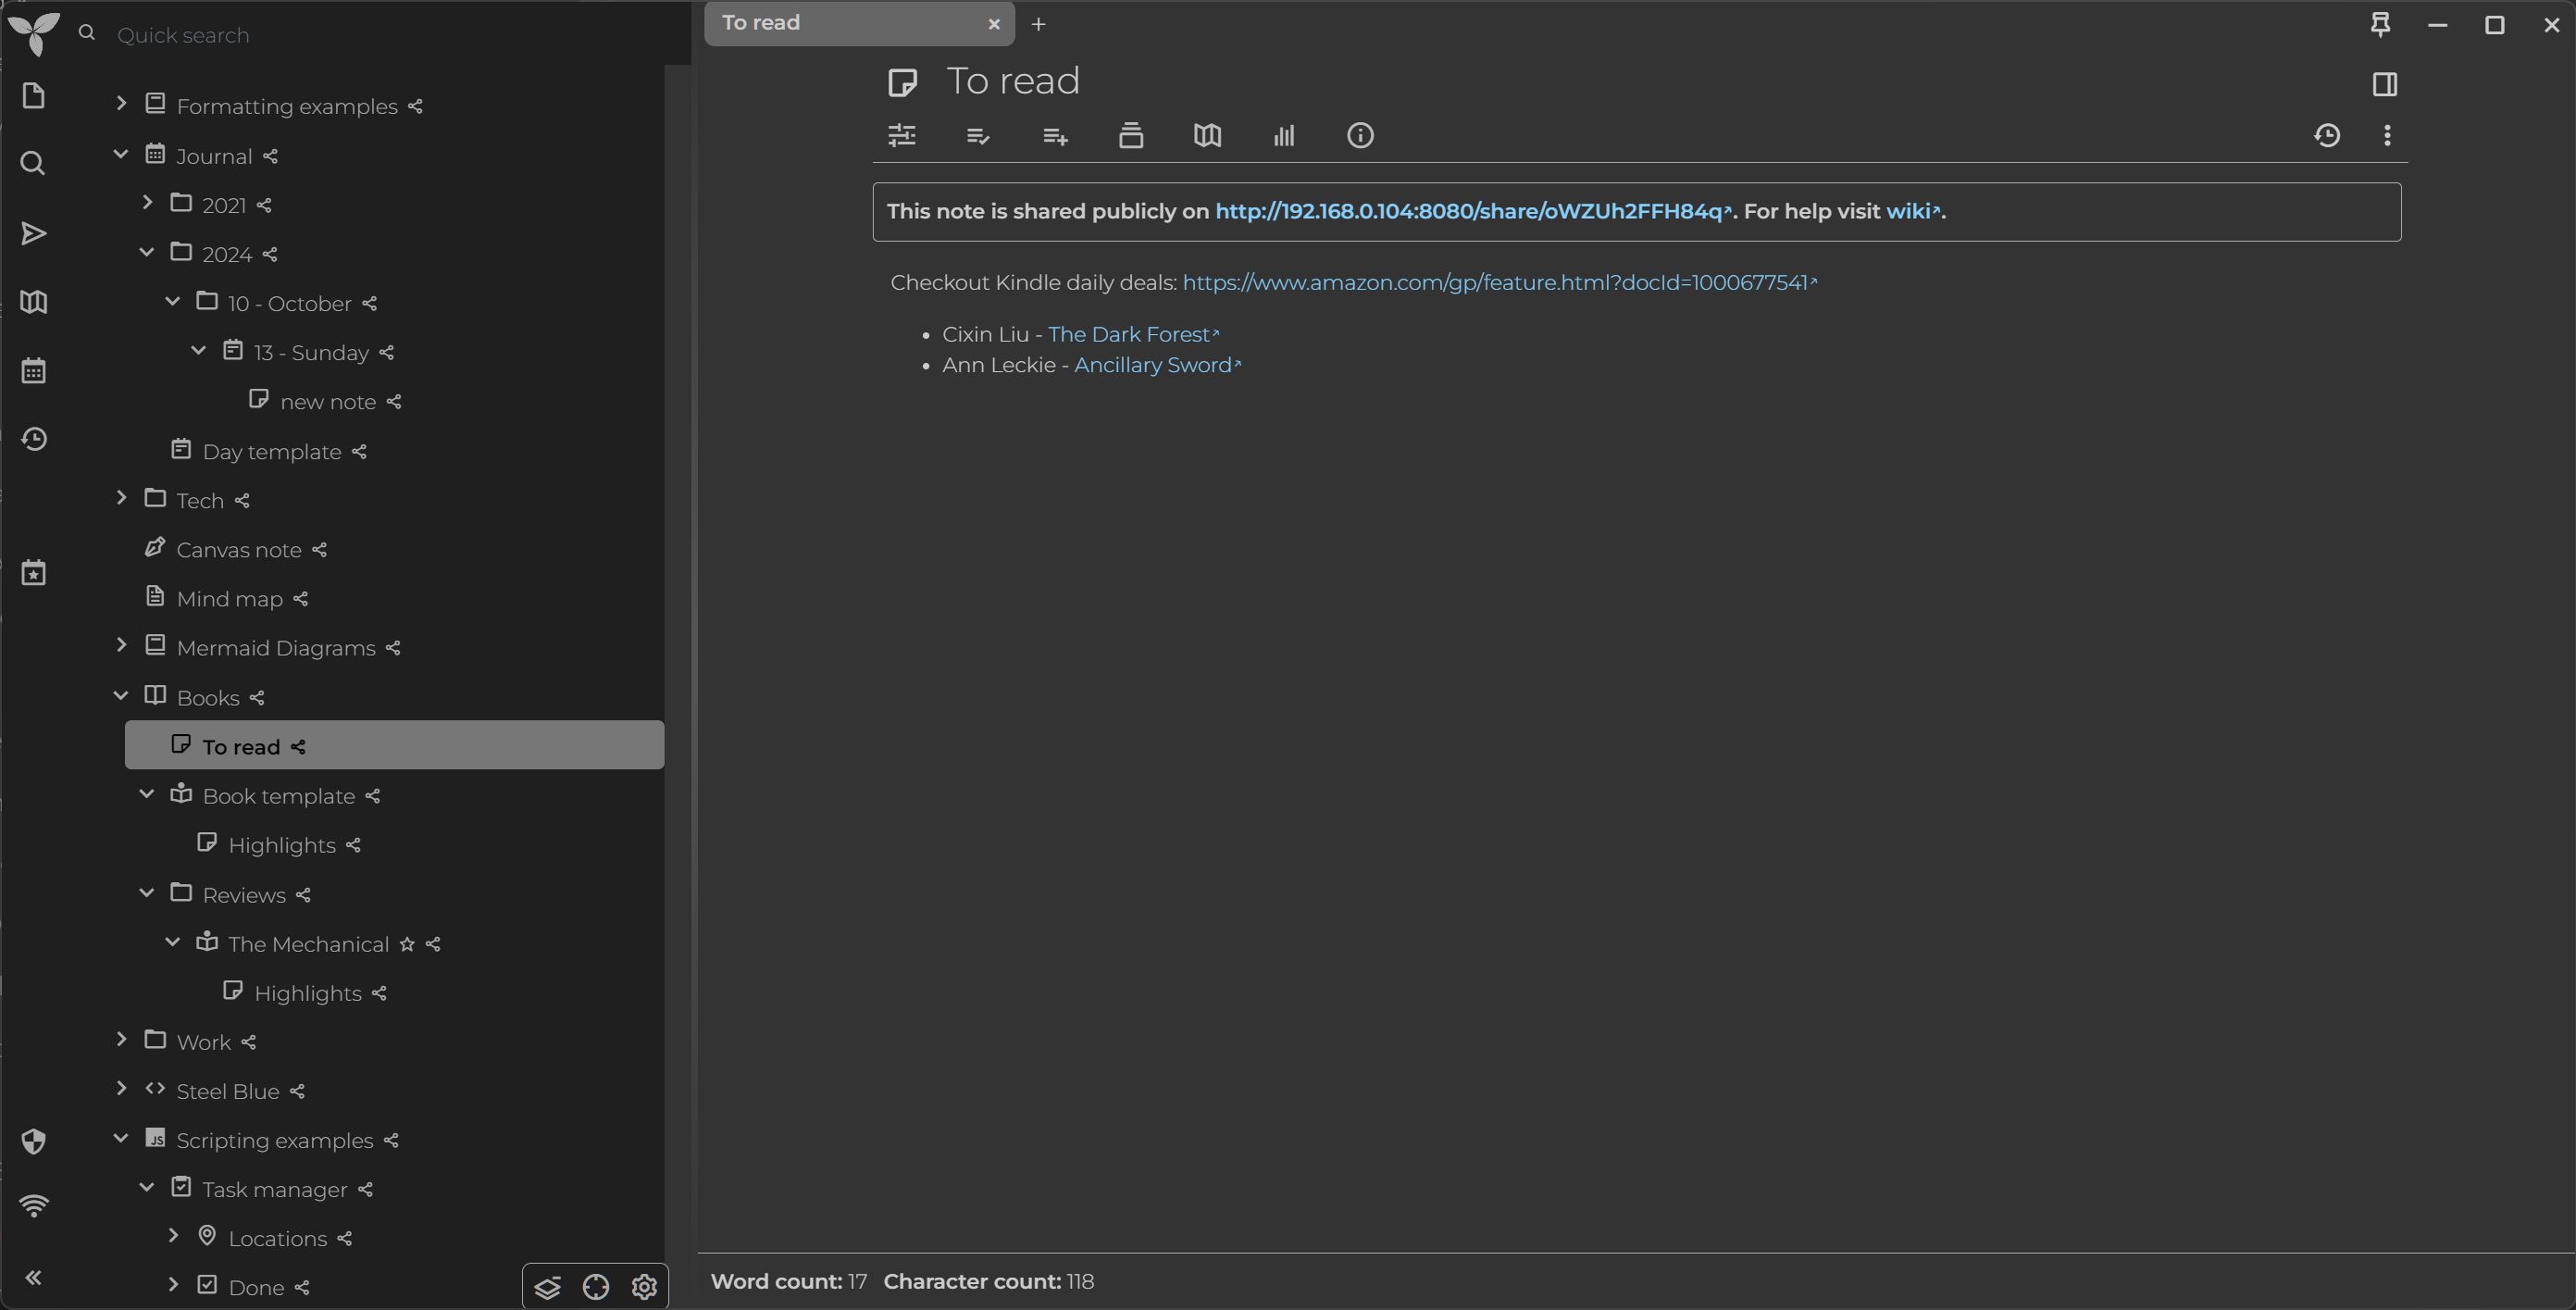 Quick search
Formatting examples
Journal
2021
2024
10 - October
13 - Sunday
new note
Day template
Tech
Canvas note
Mind map
Mermaid Diagrams
Books
To read
Book template
Highlights
Reviews
The Mechanical
Highlights
Work
Steel Blue
JS Scripting examples
Task manager
Locations
Done
To read
To read
This note is shared publicly on http://192.168.0.104:8080/share/oWZUh2FFH84q. For help visit wiki.
Checkout Kindle daily deals: https://www.amazon.com/gp/feature.html?docId=1000677541
• Cixin Liu - The Dark Forest
• Ann Leckie - Ancillary Sword
Word count: 17 Character count: 118